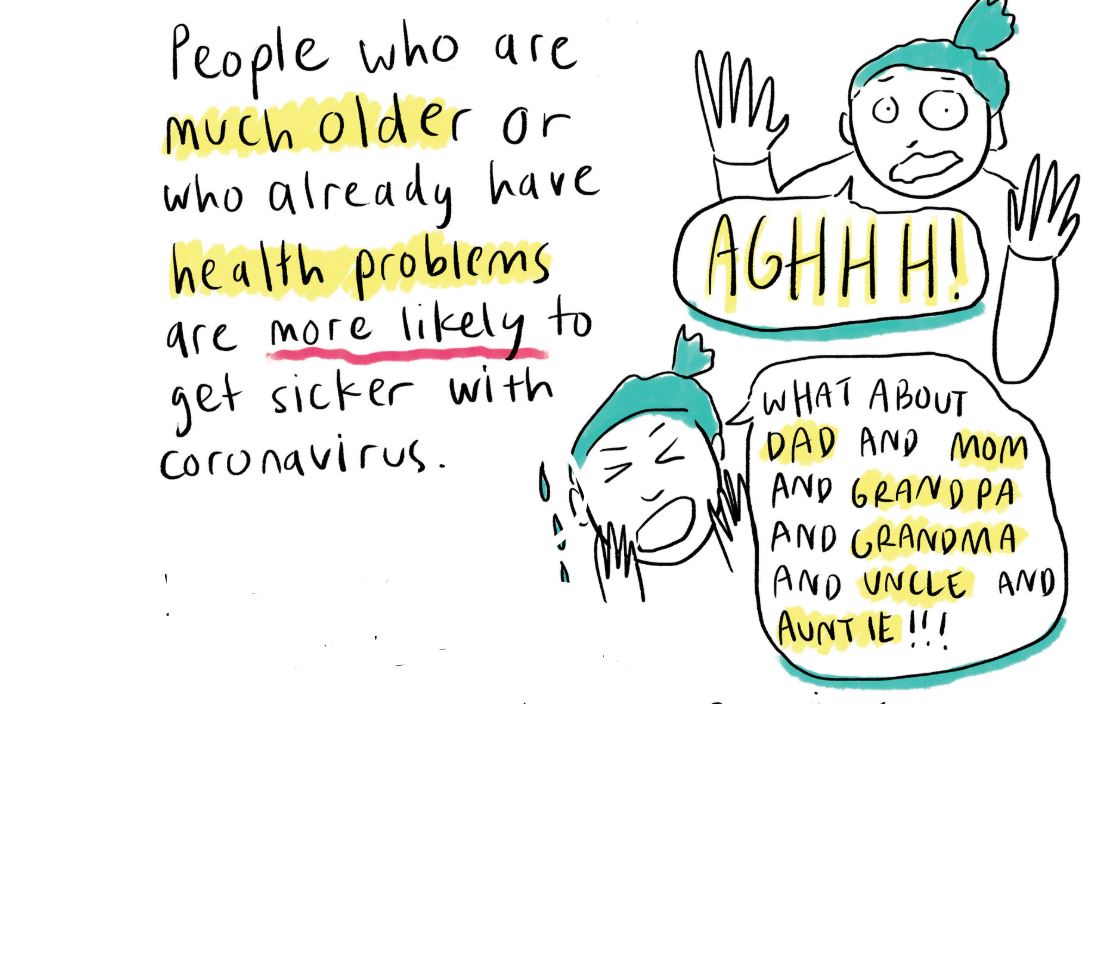 People who are
much older or
who already have
health problems
are more likely to
get sicker with
coronavirus.
AGHHH!
WHAT ABOUT
DAD AND MOM
AND GRANDPA
AND GRANDMA
AND UNCLE AND
AUNTIE!!!